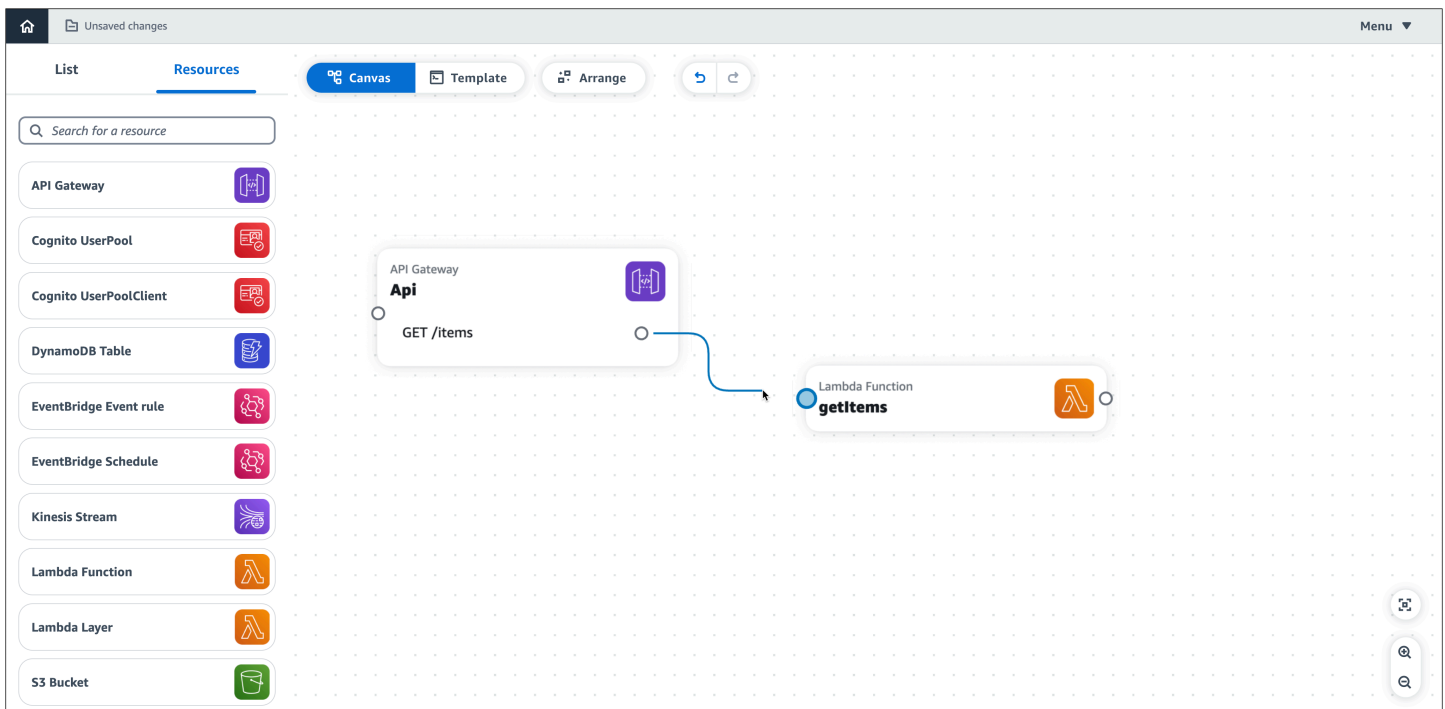 Unsaved changes
Menu
List
Resources
Canvas
Template
Arrange
Search for a resource
API Gateway
Cognito UserPool
Cognito UserPoolClient
DynamoDB Table
EventBridge Event rule
EventBridge Schedule
Kinesis Stream
Lambda Function
Lambda Layer
S3 Bucket
API Gateway
Api
GET /items
Lambda Function
getItems